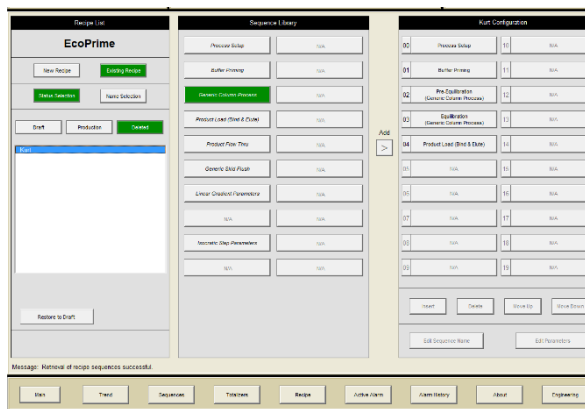 Recipe List
EcoPrime
New Recipe
Existing Recipe
Status Selection
Name Selection
Draft
Production
Deleted
Kurt
Restore to Draft
Sequence Library
Process Setup
N/A
Buffer Priming
N/A
Generic Column Process
N/A
Product Load (Bind & Elute)
N/A
Product Flow Thru
N/A
Generic Skid Flush
N/A
Linear Gradient Parameters
N/A
N/A
N/A
Isocratic Step Parameters
N/A
N/A
N/A
Add
>
Kurt Configuration
00 Process Setup 10 N/A
01 Buffer Priming 11 N/A
02 Pre-Equilibration
(Generic Column Process) 12 N/A
03 Equilibration
(Generic Column Process) 13 N/A
04 Product Load (Bind & Elute) 14 N/A
05 N/A 15 N/A
06 N/A 16 N/A
07 N/A 17 N/A
08 N/A 18 N/A
09 N/A 19 N/A
Insert
Delete
Move Up
Move Down
Edit Sequence Name
Edit Parameters
Message: Retrieval of recipe sequences successful.
Main
Trend
Sequences
Totalizers
Recipe
Active Alarm
Alarm History
About
Engineering